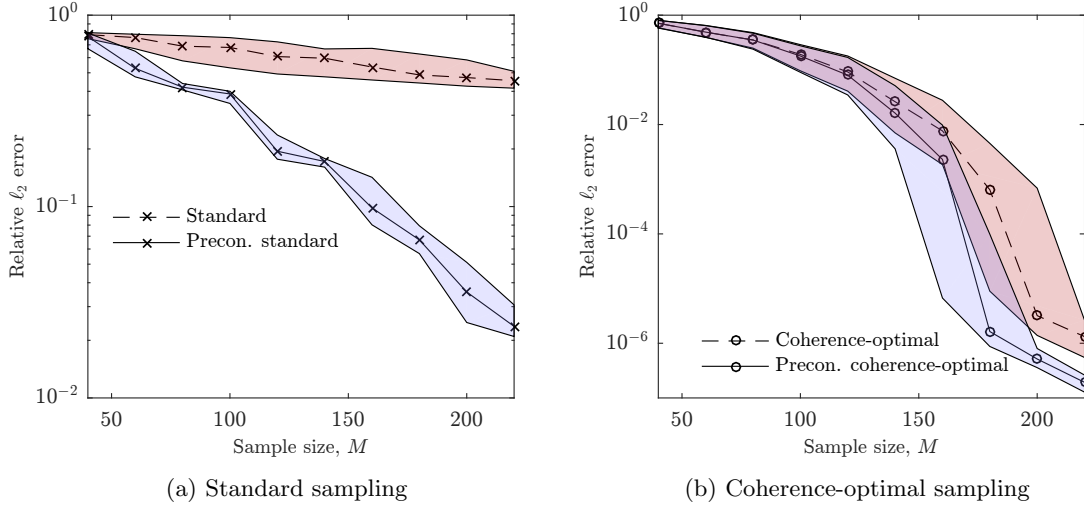 10^0
10^{-1}
10^{-2}
Relative ℓ_2 error
Standard
Precon. standard
50 100 150 200
Sample size, M
(a) Standard sampling
10^0
10^{-2}
10^{-4}
10^{-6}
Relative ℓ_2 error
Coherence-optimal
Precon. coherence-optimal
50 100 150 200
Sample size, M
(b) Coherence-optimal sampling